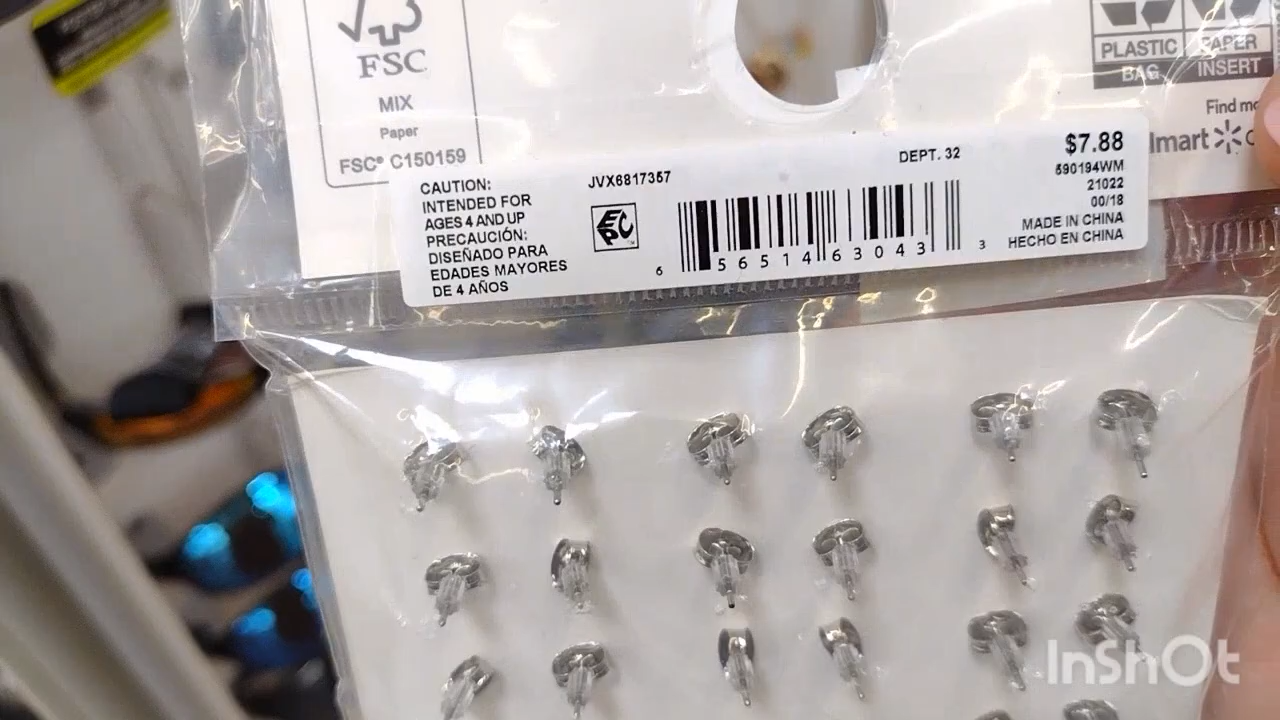 FSC
MIX
Paper
FSC® C150159
PLASTIC
BAG
PAPER
INSERT
Find
CAUTION:
INTENDED FOR
AGES 4 AND UP
PRECAUCIÓN:
DISEÑADO PARA
EDADES MAYORES
DE 4 AÑOS
JVX6817357
EPC
DEPT. 32
6 56514 63043 3
$7.88
690194WM
21022
00/18
MADE IN CHINA
HECHO EN CHINA
InShOt